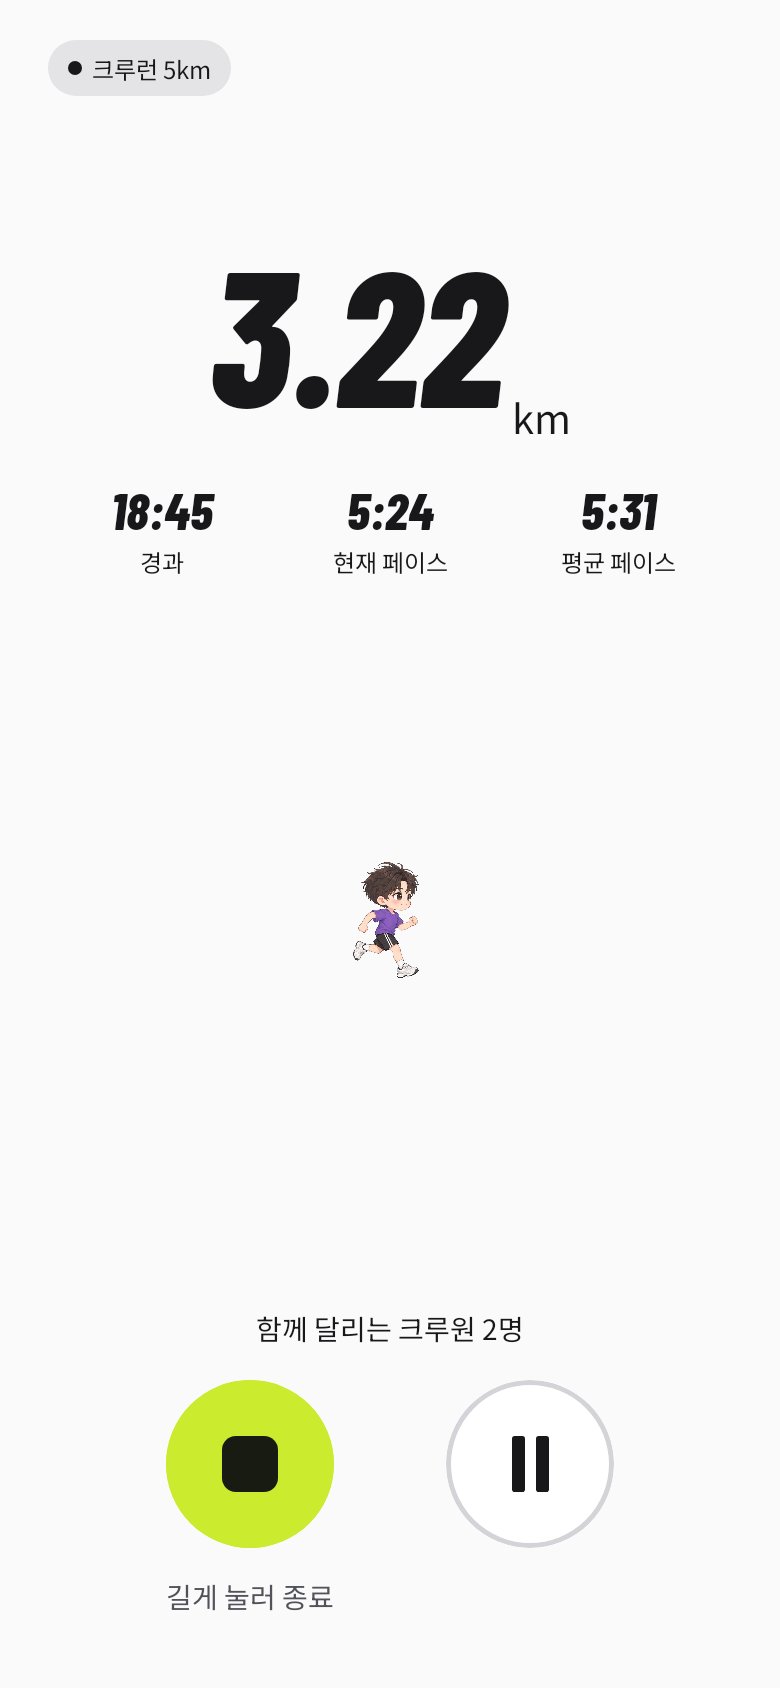 크루런 5km
3.22 km
18:45 5:24 5:31
경과 현재 페이스 평균 페이스
함께 달리는 크루원 2명
길게 눌러 종료